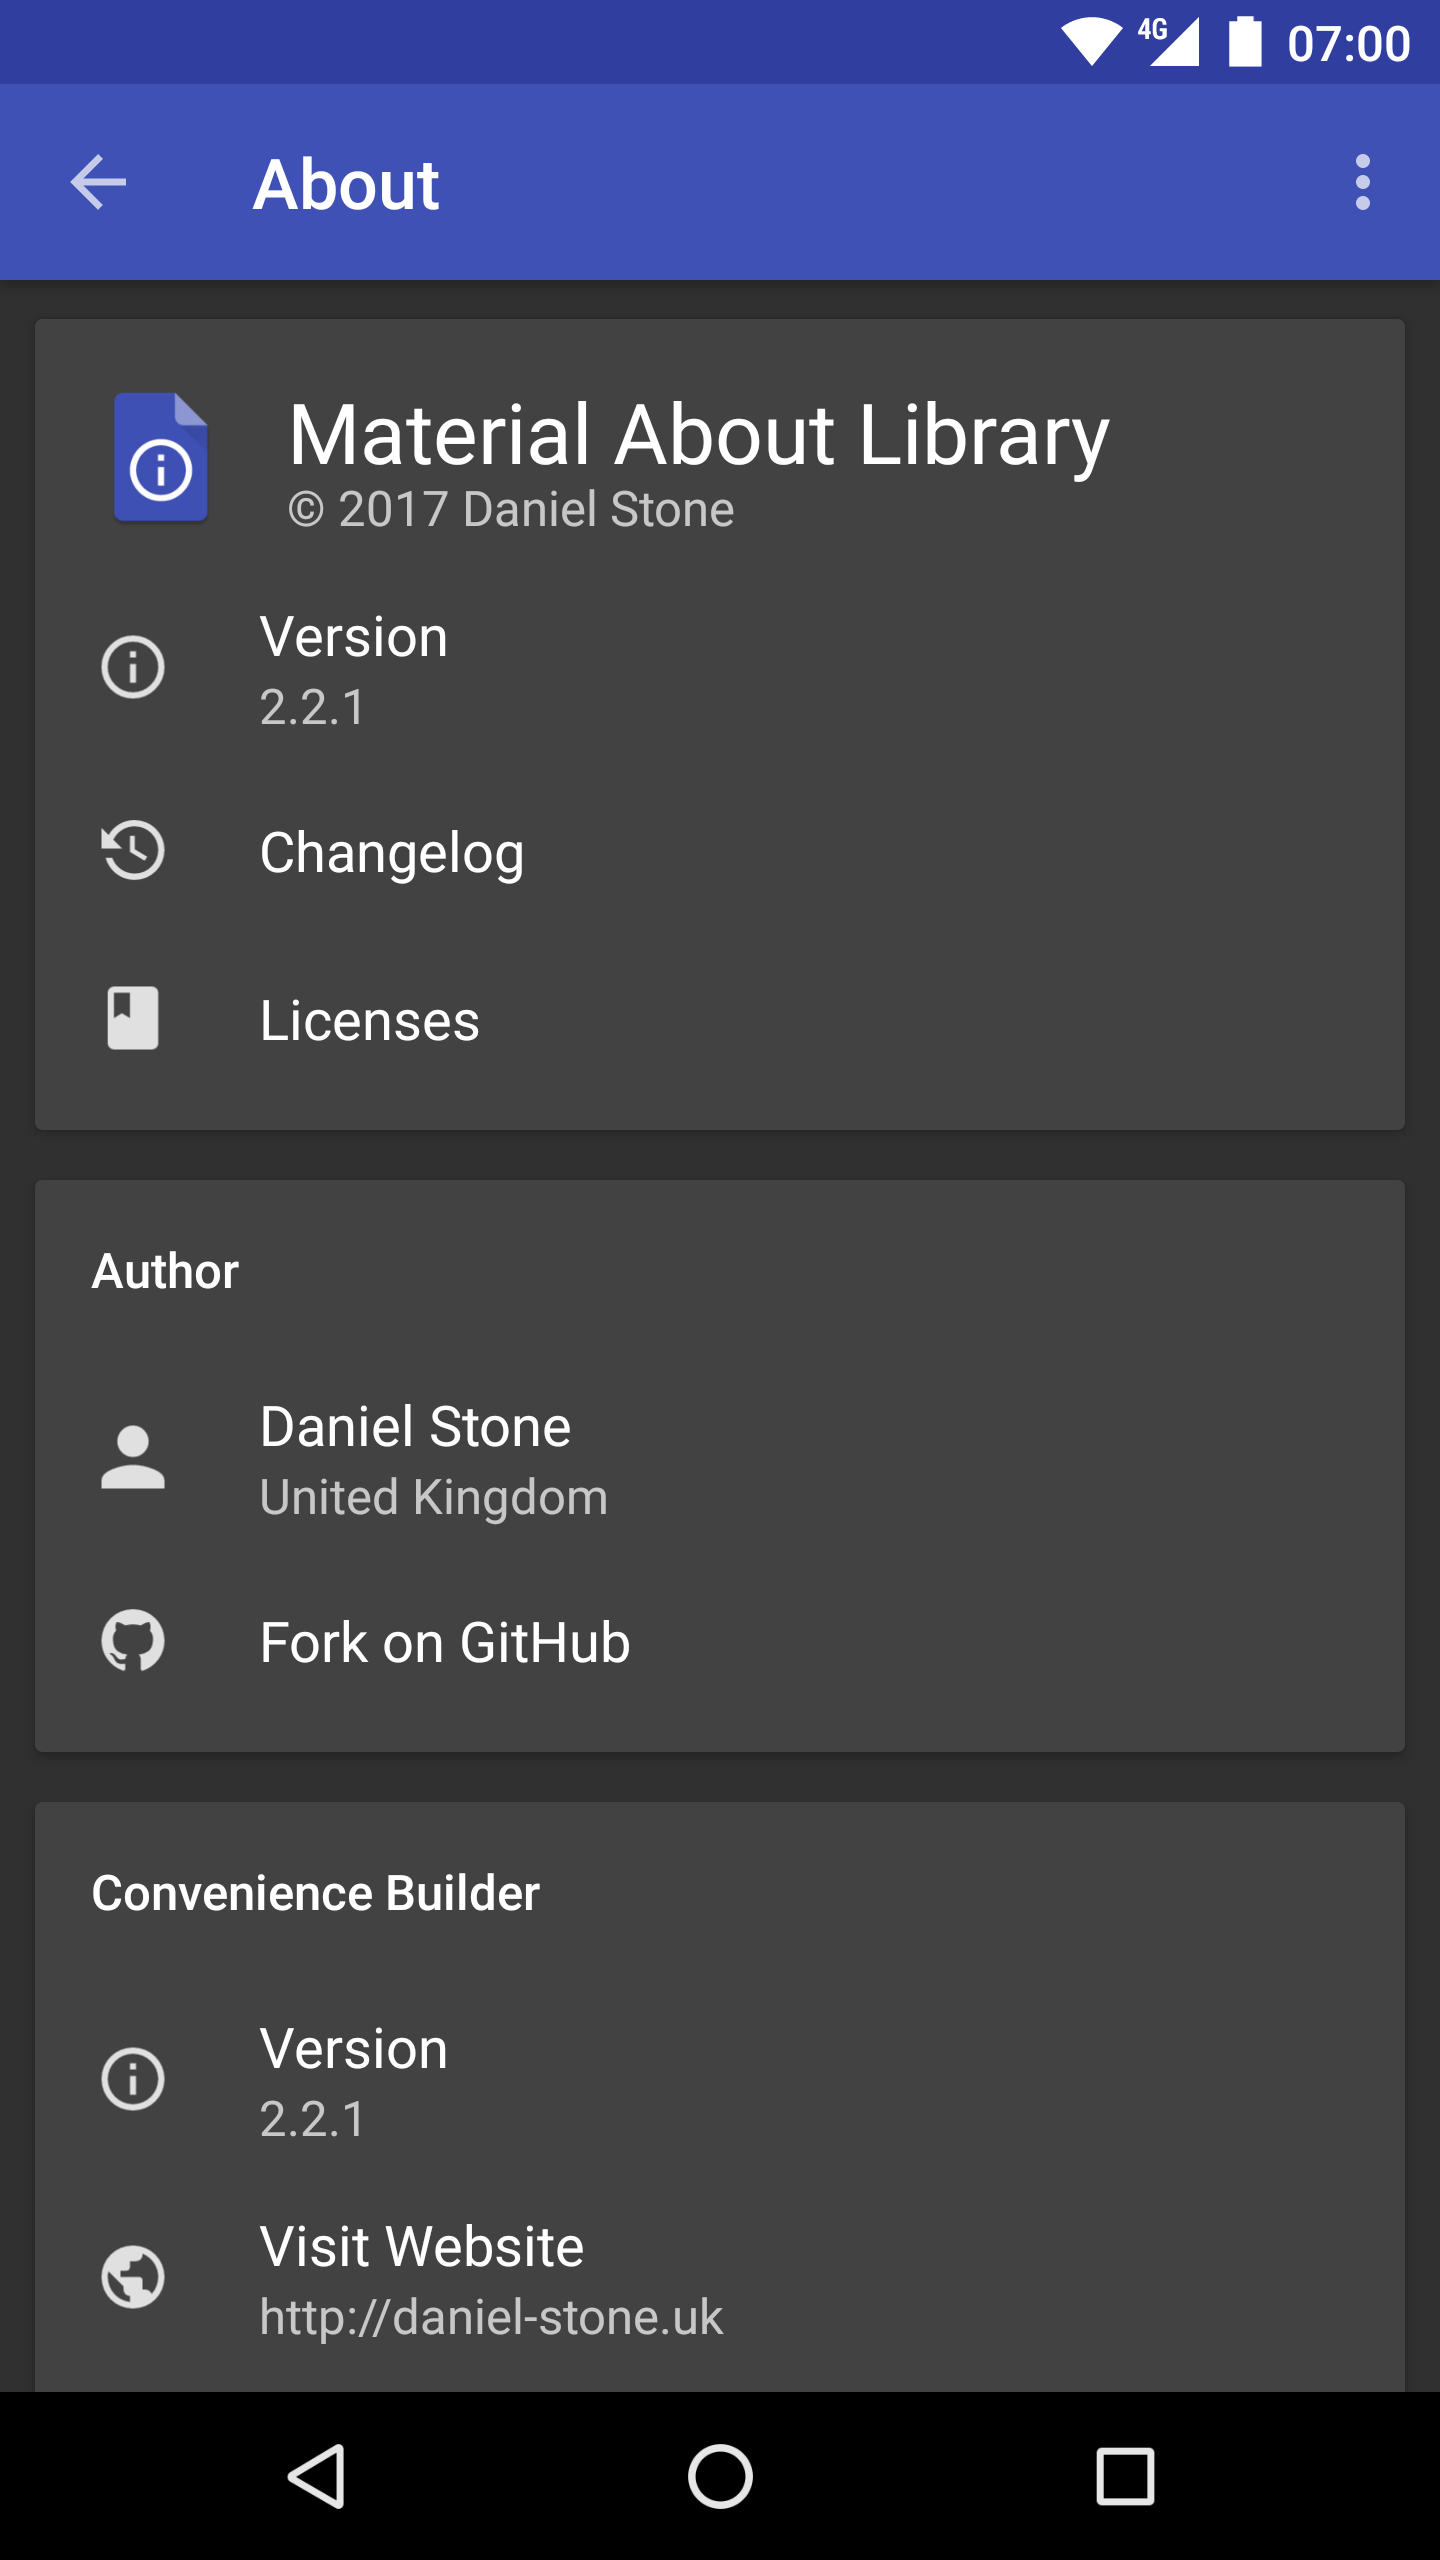 4G 07:00
About
Material About Library
© 2017 Daniel Stone
Version
2.2.1
Changelog
Licenses
Author
Daniel Stone
United Kingdom
Fork on GitHub
Convenience Builder
Version
2.2.1
Visit Website
http://daniel-stone.uk